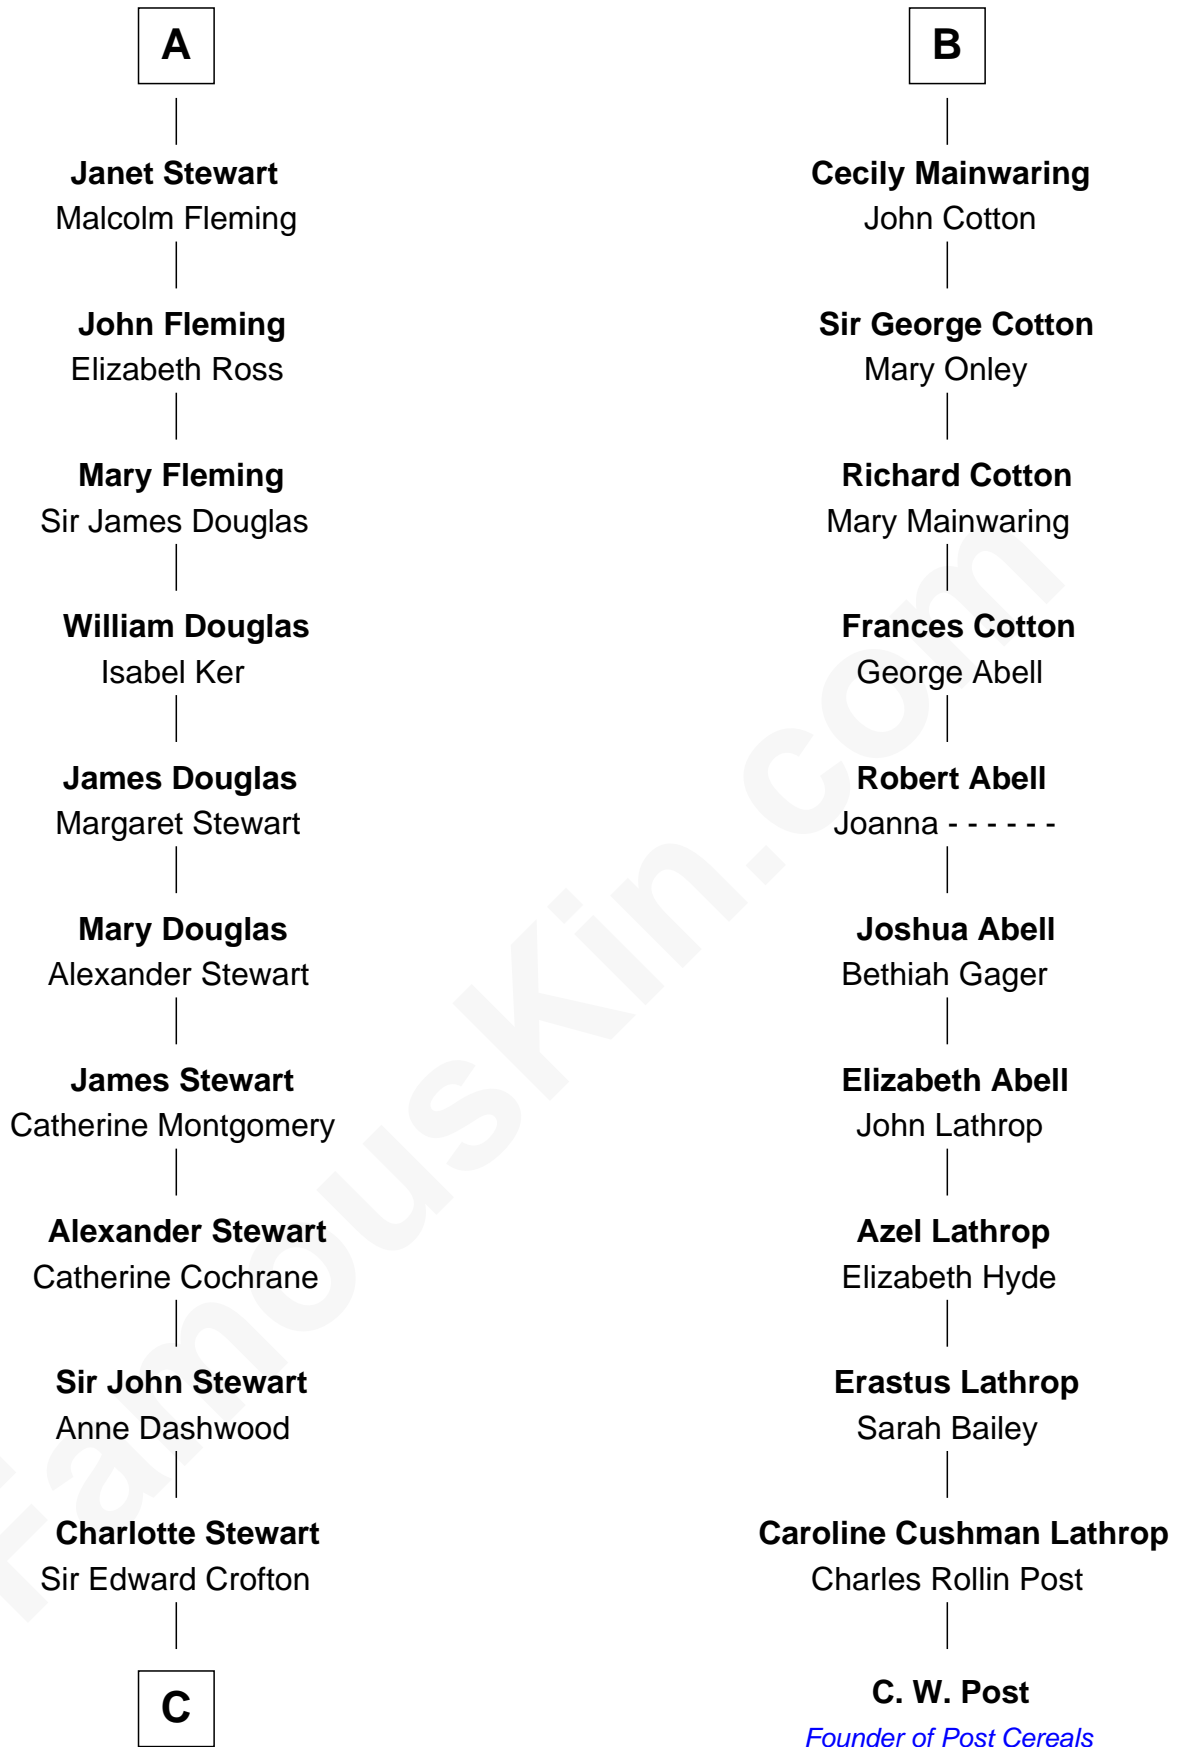 A
Janet Stewart
Malcolm Fleming
John Fleming
Elizabeth Ross
Mary Fleming
Sir James Douglas
William Douglas
Isabel Ker
James Douglas
Margaret Stewart
Mary Douglas
Alexander Stewart
James Stewart
Catherine Montgomery
Alexander Stewart
Catherine Cochrane
Sir John Stewart
Anne Dashwood
Charlotte Stewart
Sir Edward Crofton
C
B
Cecily Mainwaring
John Cotton
Sir George Cotton
Mary Onley
Richard Cotton
Mary Mainwaring
Frances Cotton
George Abell
Robert Abell
Joanna - - - - - -
Joshua Abell
Bethiah Gager
Elizabeth Abell
John Lathrop
Azel Lathrop
Elizabeth Hyde
Erastus Lathrop
Sarah Bailey
Caroline Cushman Lathrop
Charles Rollin Post
C. W. Post
Founder of Post Cereals
FamousKin.com